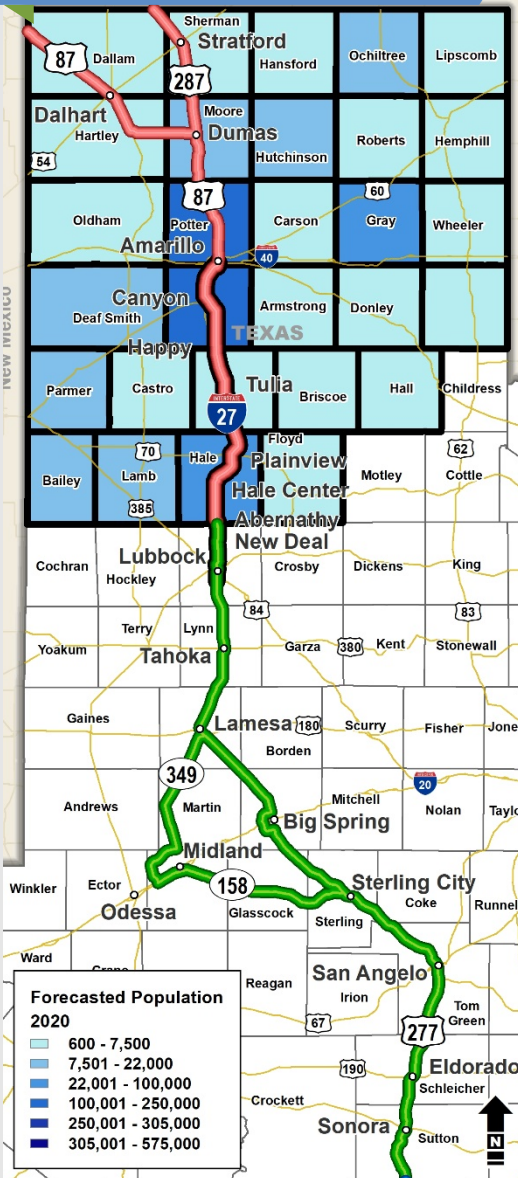 Sherman
Stratford
87
Dallam
287
Hansford
Ochiltree
Lipscomb
Dalhart
Hartley
Moore
Dumas
Hutchinson
Roberts
Hemphill
54
87
60
Oldham
Potter
Carson
Gray
Wheeler
Amarillo
40
Canyon
Deaf Smith
Armstrong
Donley
TEXAS
New Mexico
Happy
Parmer
Castro
Tulia
Briscoe
Hall
Childress
INTERSTATE
27
Floyd
70
Hale
Plainview
62
Bailey
Lamb
Motley
Cottle
Hale Center
385
Abernathy
New Deal
Lubbock
Cochran
Hockley
Crosby
Dickens
King
84
83
Terry
Lynn
Yoakum
Tahoka
Garza
380
Kent
Stonewall
Gaines
Lamesa
180
Scurry
Fisher
Jone
Borden
349
20
Andrews
Martin
Mitchell
Nolan
Taylo
Big Spring
Midland
158
Winkler
Ector
Sterling City
Odessa
Glasscock
Coke
Runnel
Sterling
Ward
San Angelo
Reagan
Irion
Tom
Green
67
277
190
Eldorado
Schleicher
Crockett
Sonora
Sutton
N
Forecasted Population
2020
600 - 7,500
7,501 - 22,000
22,001 - 100,000
100,001 - 250,000
250,001 - 305,000
305,001 - 575,000